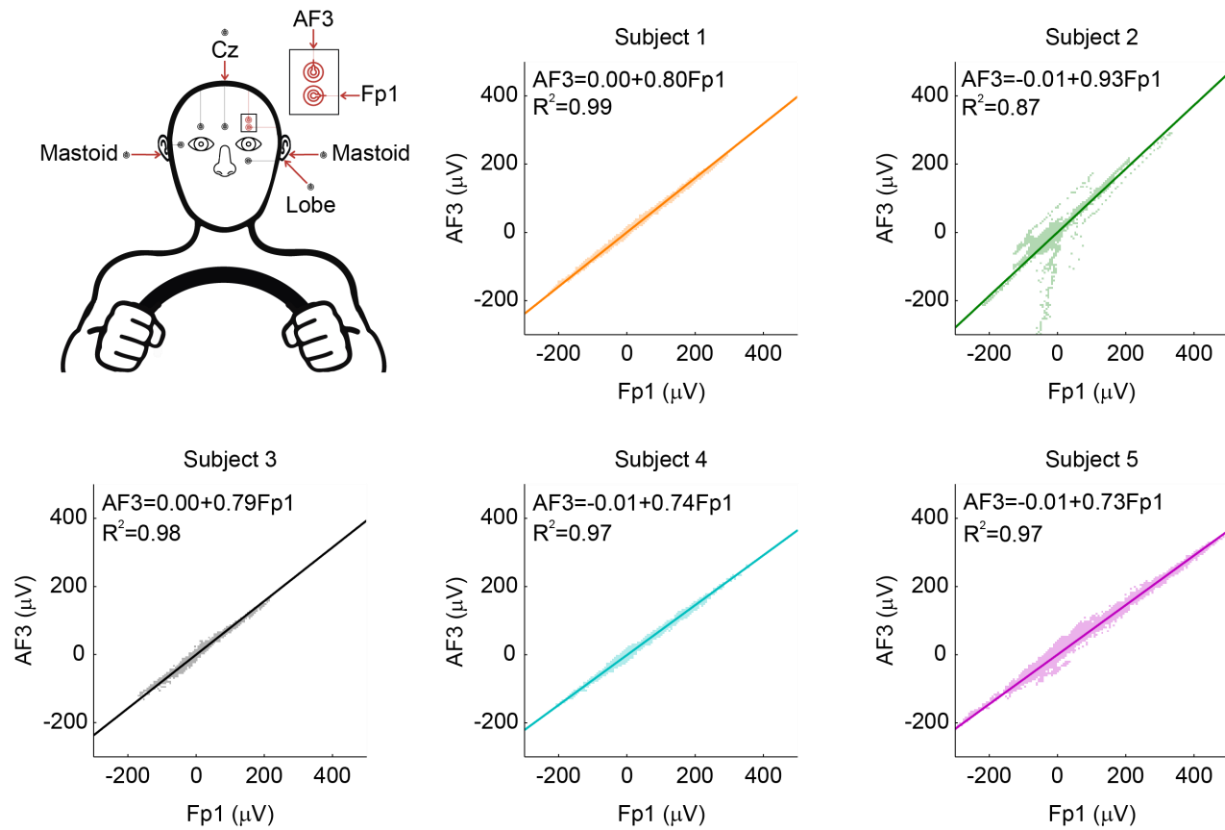 AF3
Cz
Fp1
Mastoid
Mastoid
Lobe
Subject 1
AF3=0.00+0.80Fp1
R²=0.99
400
200
0
-200
AF3 (µV)
-200 0 200 400
Fp1 (µV)
Subject 2
AF3=-0.01+0.93Fp1
R²=0.87
400
200
0
-200
AF3 (µV)
-200 0 200 400
Fp1 (µV)
Subject 3
AF3=0.00+0.79Fp1
R²=0.98
400
200
0
-200
AF3 (µV)
-200 0 200 400
Fp1 (µV)
Subject 4
AF3=-0.01+0.74Fp1
R²=0.97
400
200
0
-200
AF3 (µV)
-200 0 200 400
Fp1 (µV)
Subject 5
AF3=-0.01+0.73Fp1
R²=0.97
400
200
0
-200
AF3 (µV)
-200 0 200 400
Fp1 (µV)